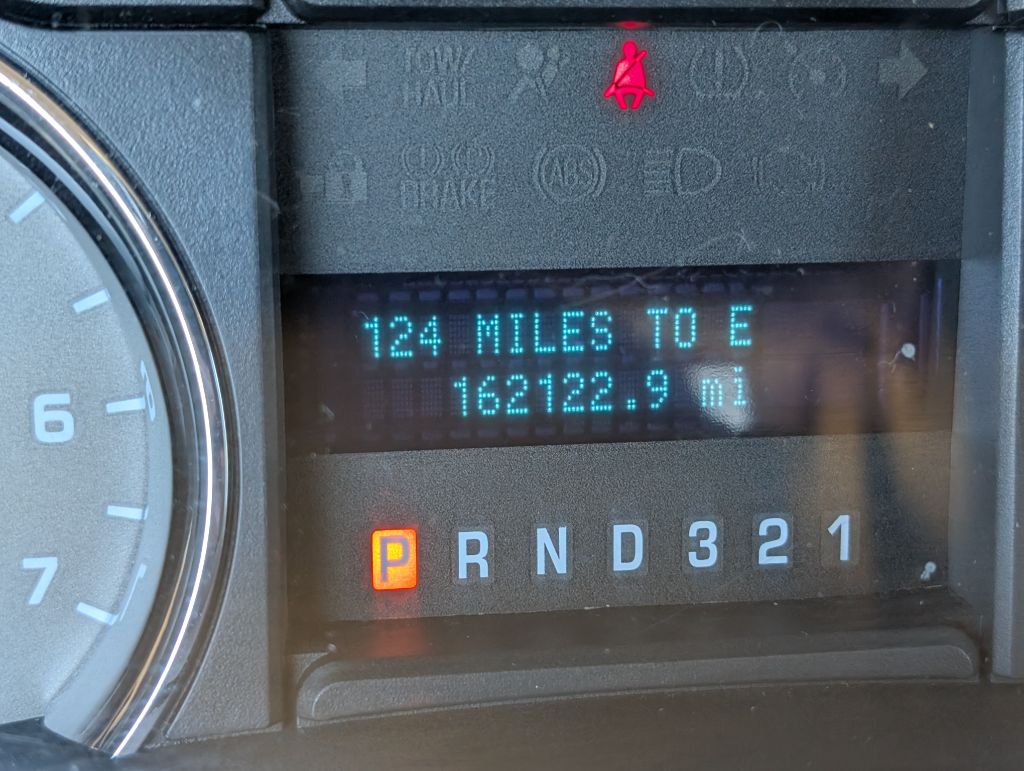 TOW/
HAUL
BRAKE
ABS
124 MILES TO E
162122.9 mi
6
P R N D 3 2 1
7